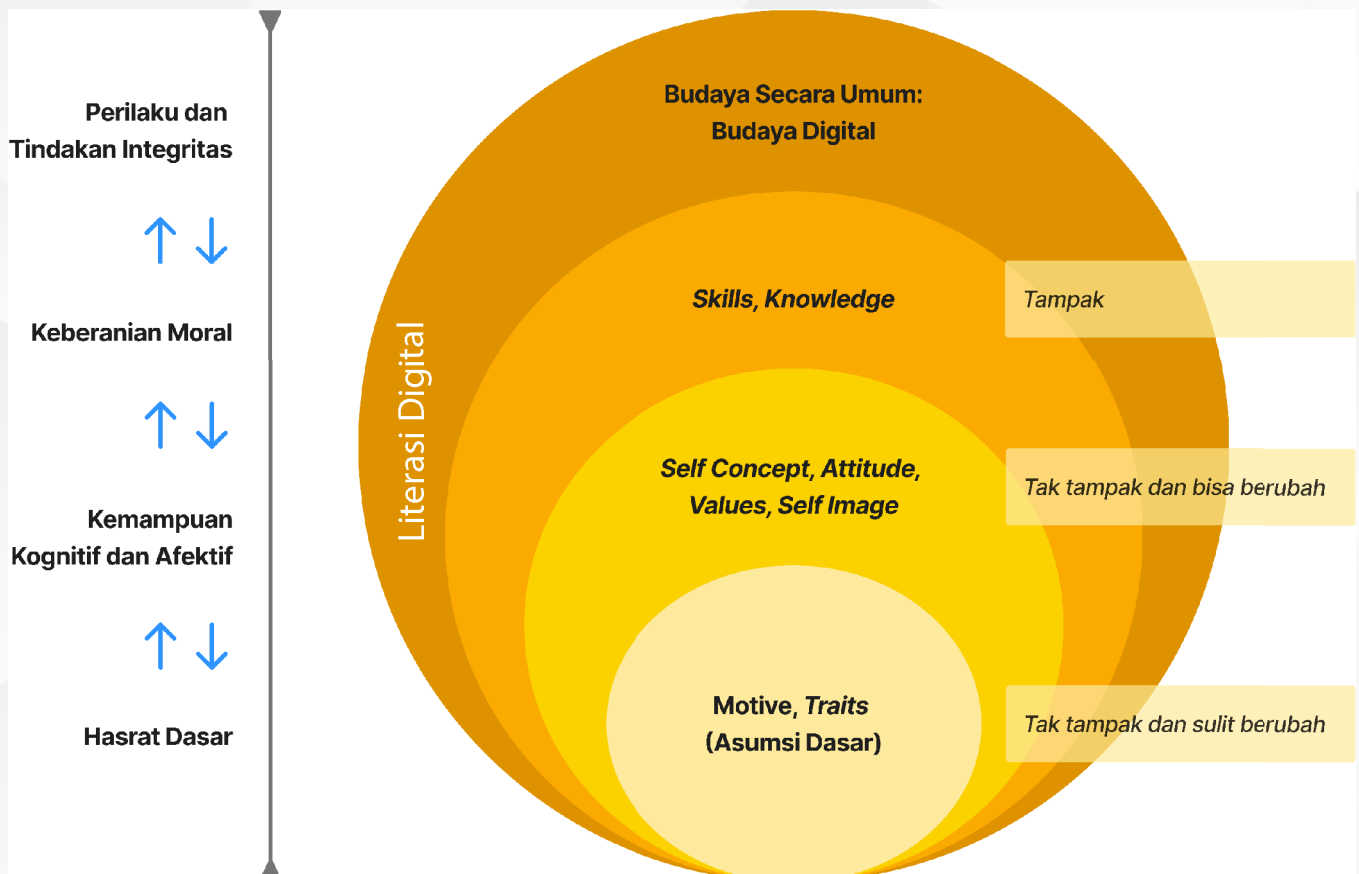 Perilaku dan
Tindakan Integritas
Keberanian Moral
Kemampuan
Kognitif dan Afektif
Hasrat Dasar
Literasi Digital
Budaya Secara Umum:
Budaya Digital
Skills, Knowledge
Self Concept, Attitude,
Values, Self Image
Motive, Traits
(Asumsi Dasar)
Tampak
Tak tampak dan bisa berubah
Tak tampak dan sulit berubah